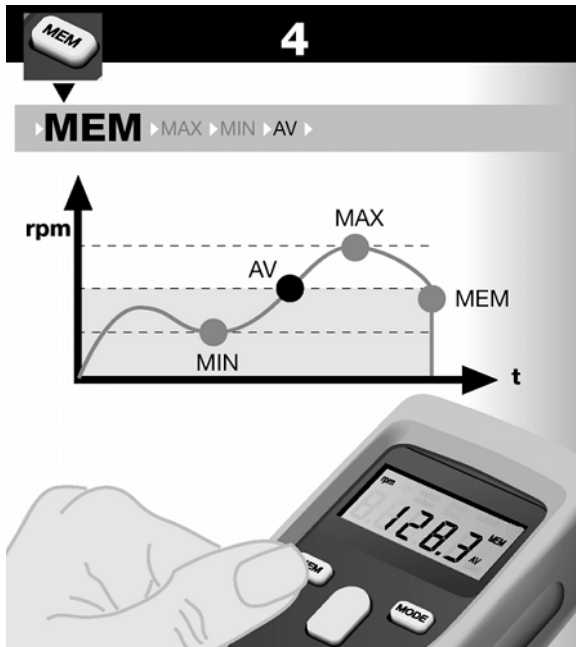 MEM
4
MEM MAX MIN AV
rpm
MAX
AV
MEM
MIN
t
rpm
128.3 MEM
AV
MODE